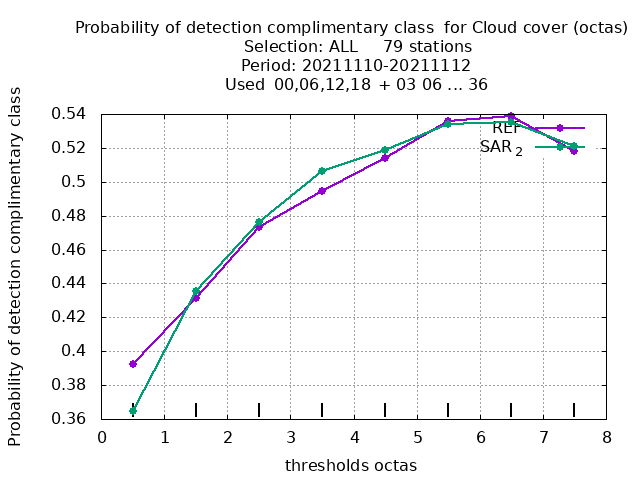 Probability of detection complimentary class  for Cloud cover (octas)
Selection: ALL     79 stations
Period: 20211110-20211112
Used  00,06,12,18  + 03 06 ... 36
Probability of detection complimentary class
0.54
0.52
0.5
0.48
0.46
0.44
0.42
0.4
0.38
0.36
REF
SAR 2
0 1 2 3 4 5 6 7 8
thresholds octas